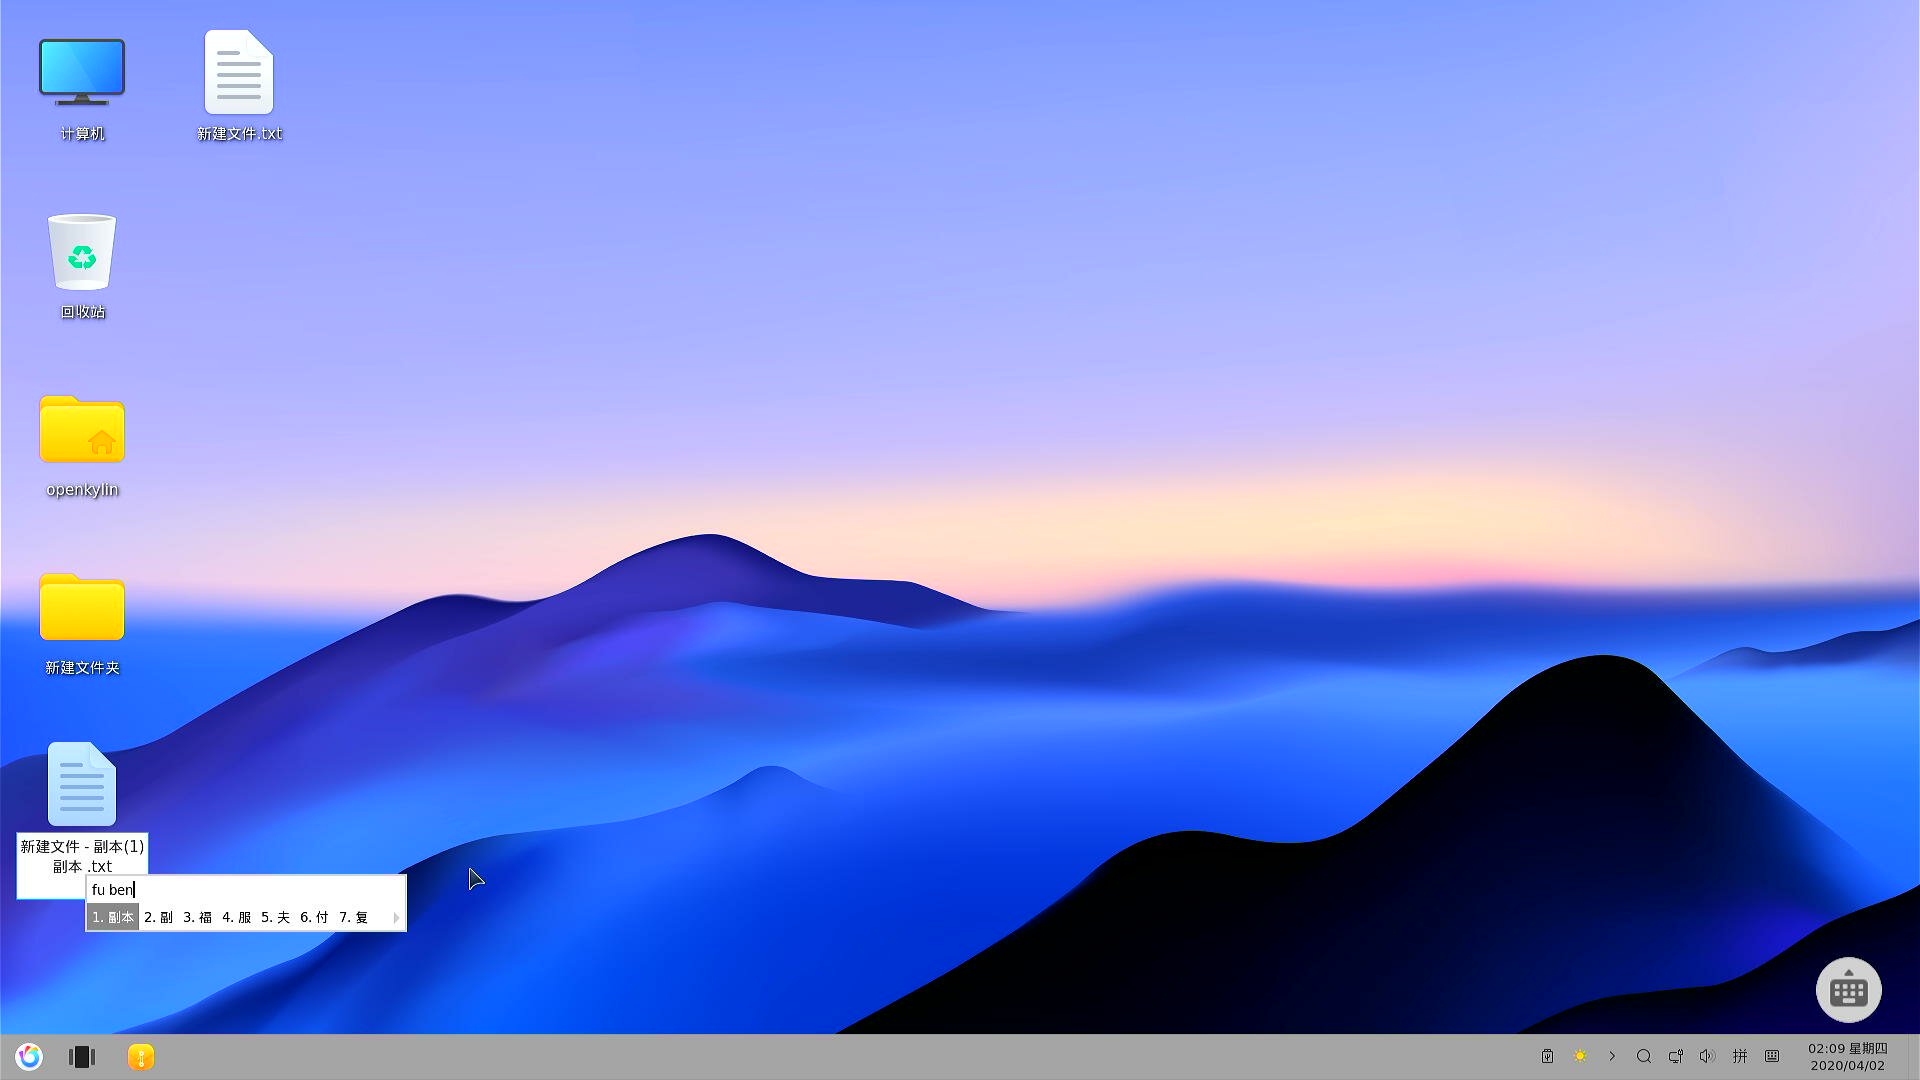 计算机
新建文件.txt
回收站
openkylin
新建文件夹
新建文件 - 副本(1)
副本 .txt
fu ben
1. 副本 2. 副 3. 福 4. 服 5. 夫 6. 付 7. 复
拼
02:09 星期四
2020/04/02